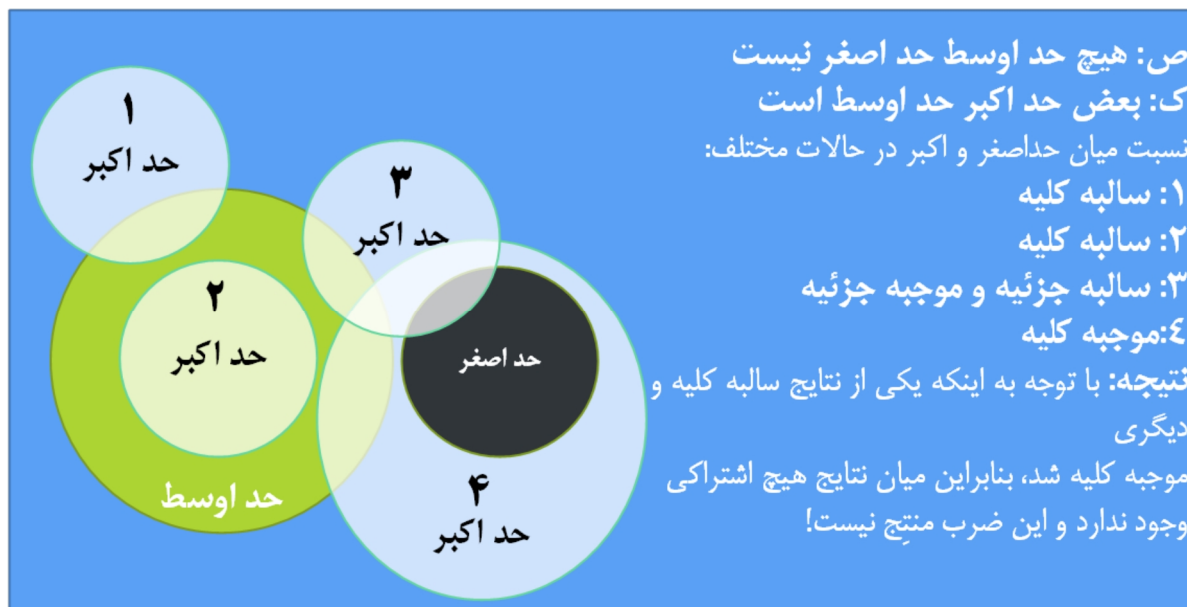 ص: هیچ حد اوسط حد اصغر نیست
ک: بعض حد اکبر حد اوسط است
نسبت میان حداصغر و اکبر در حالات مختلف:
۱: سالبه کلیه
۲: سالبه کلیه
۳: سالبه جزئیه و موجبه جزئیه
٤:موجبه کلیه
نتیجه: با توجه به اینکه یکی از نتایج سالبه کلیه و
دیگری
موجبه کلیه شد، بنابراین میان نتایج هیچ اشتراکی
وجود ندارد و این ضرب منتِج نیست!
۱
حد اکبر
۳
حد اکبر
۲
حد اکبر
حد اصغر
حد اوسط
۴
حد اکبر